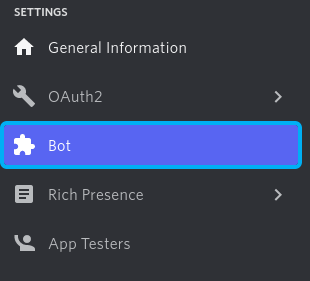 SETTINGS
General Information
OAuth2
Bot
Rich Presence
App Testers